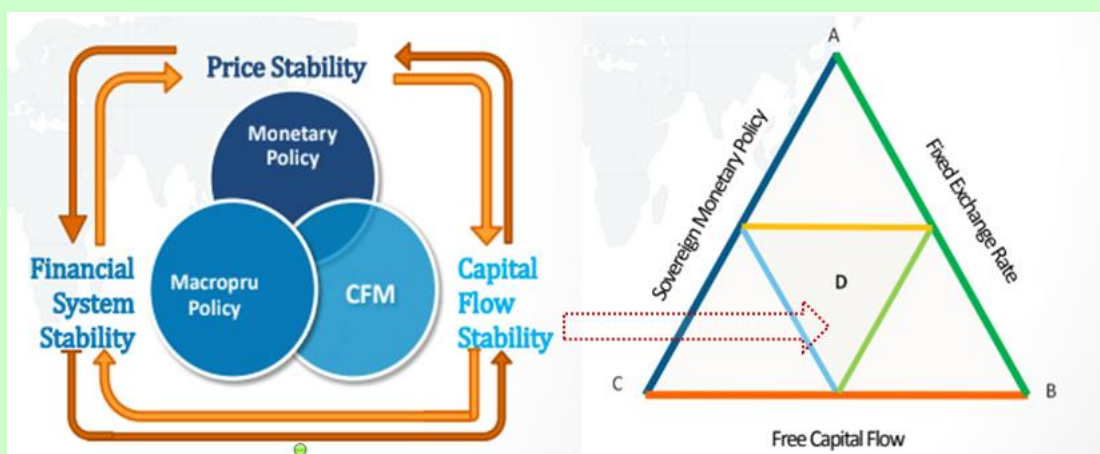 Price Stability
Monetary
Policy
Financial
System
Stability
Macropru
Policy
CFM
Capital
Flow
Stability
A
Sovereign Monetary Policy
Fixed Exchange Rate
D
C
B
Free Capital Flow